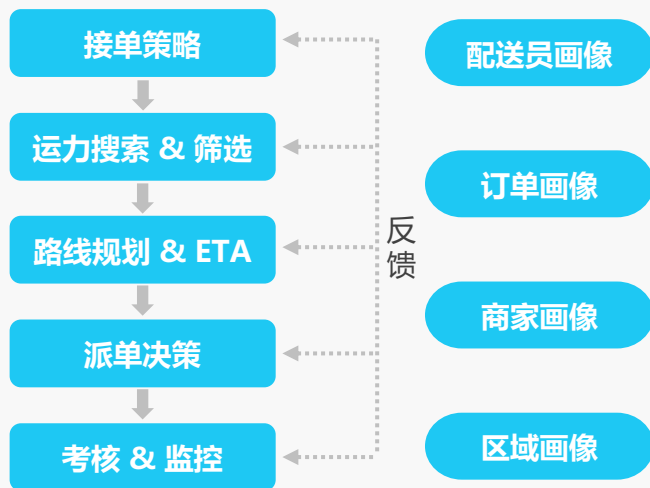 接单策略
运力搜索 & 筛选
路线规划 & ETA
派单决策
考核 & 监控
反馈
配送员画像
订单画像
商家画像
区域画像